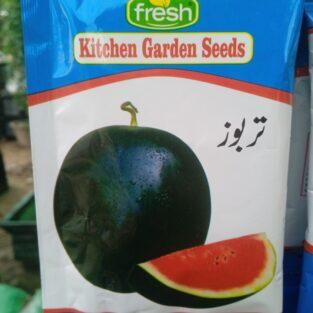 fresh
Kitchen Garden Seeds
تربوز